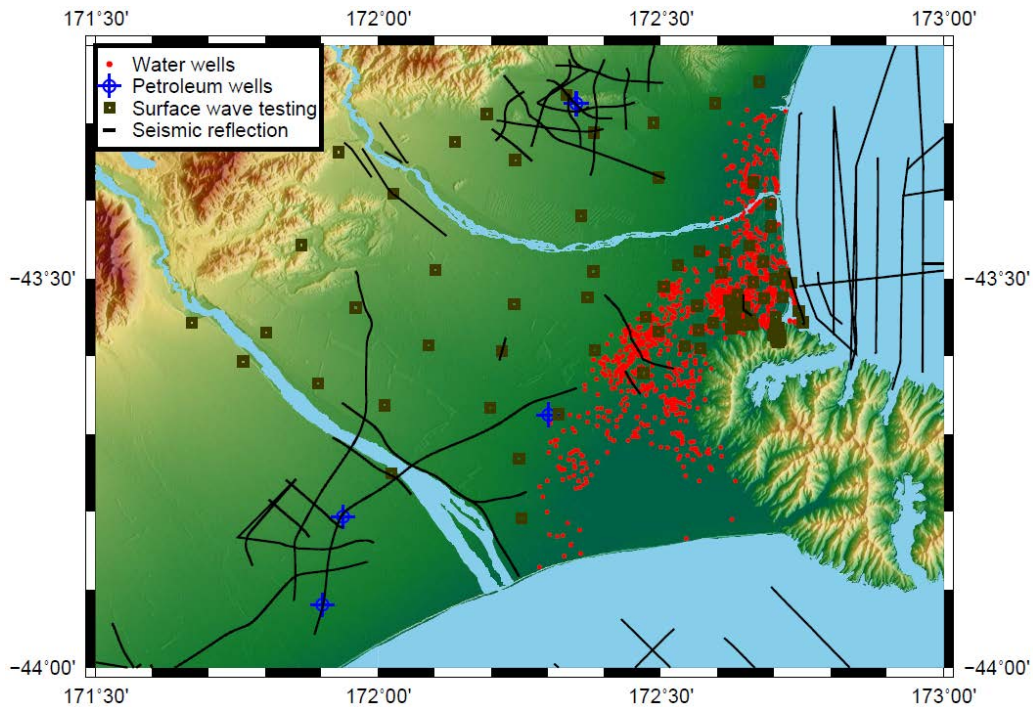 171˚30' 172˚00' 172˚30' 173˚00'
Water wells
Petroleum wells
Surface wave testing
Seismic reflection
−43˚30' −43˚30'
−44˚00' −44˚00'
171˚30' 172˚00' 172˚30' 173˚00'